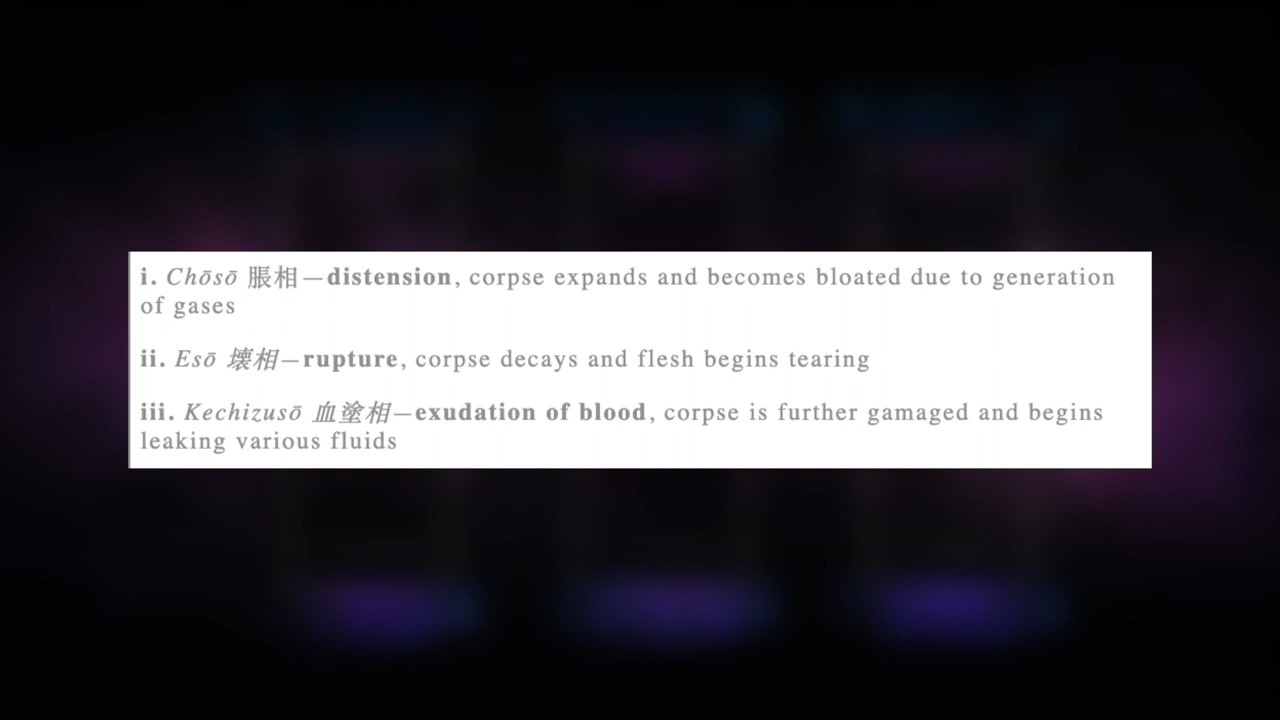 i. Chōsō 脹相—distension, corpse expands and becomes bloated due to generation
of gases
ii. Esō 壊相—rupture, corpse decays and flesh begins tearing
iii. Kechizusō 血塗相—exudation of blood, corpse is further gamaged and begins
leaking various fluids